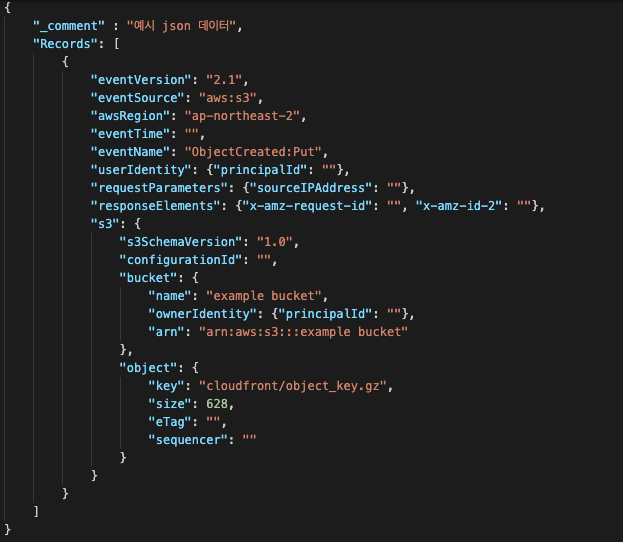 {
    "_comment" : "예시 json 데이터",
    "Records": [
        {
            "eventVersion": "2.1",
            "eventSource": "aws:s3",
            "awsRegion": "ap-northeast-2",
            "eventTime": "",
            "eventName": "ObjectCreated:Put",
            "userIdentity": {"principalId": ""},
            "requestParameters": {"sourceIPAddress": ""},
            "responseElements": {"x-amz-request-id": "", "x-amz-id-2": ""},
            "s3": {
                "s3SchemaVersion": "1.0",
                "configurationId": "",
                "bucket": {
                    "name": "example bucket",
                    "ownerIdentity": {"principalId": ""},
                    "arn": "arn:aws:s3:::example bucket"
                },
                "object": {
                    "key": "cloudfront/object_key.gz",
                    "size": 628,
                    "eTag": "",
                    "sequencer": ""
                }
            }
        }
    ]
}